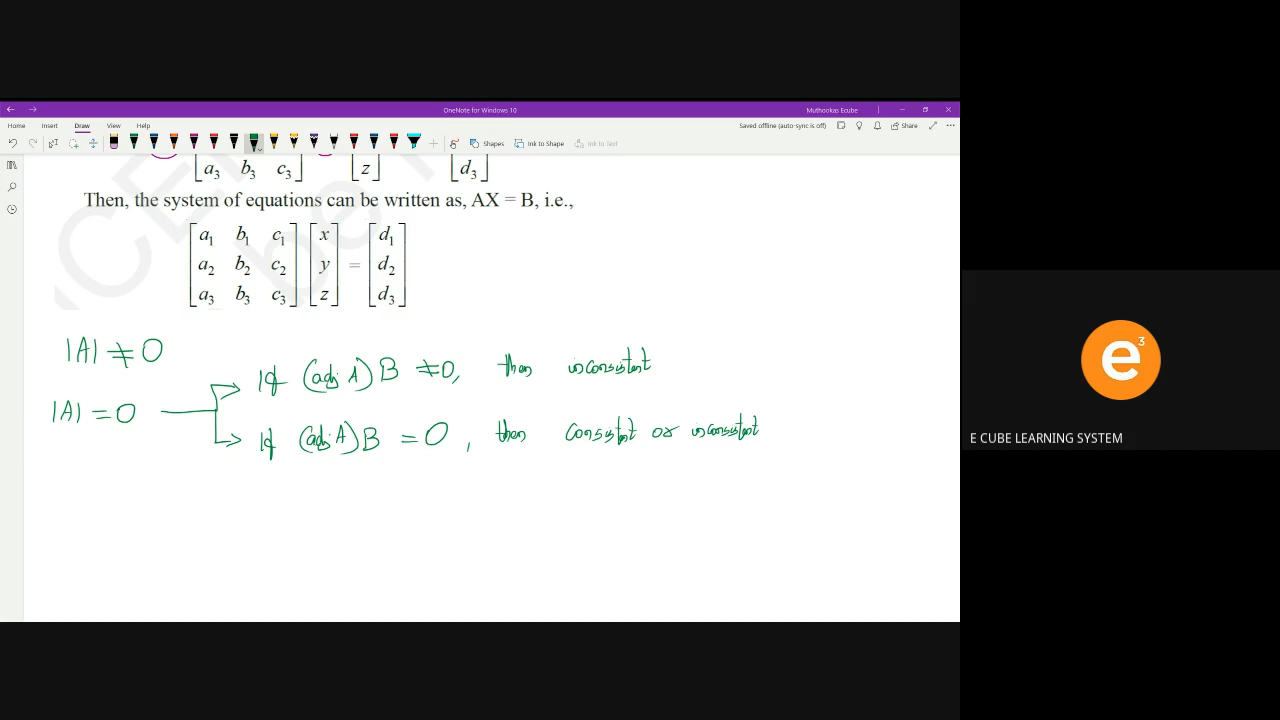 OneNote for Windows 10
Muthookas Ecube
Home Insert Draw View Help
Saved offline (auto-sync is off) Share
Shapes Ink to Shape Ink to Text
a₃ b₃ c₃ z d₃
Then, the system of equations can be written as, AX = B, i.e.,
a₁ b₁ c₁ x d₁
a₂ b₂ c₂ y = d₂
a₃ b₃ c₃ z d₃
|A| ≠ 0
If (adj A) B ≠ 0, then inconsistent
|A| = 0
If (adj A) B = 0, then consistent or inconsistent
e³
E CUBE LEARNING SYSTEM